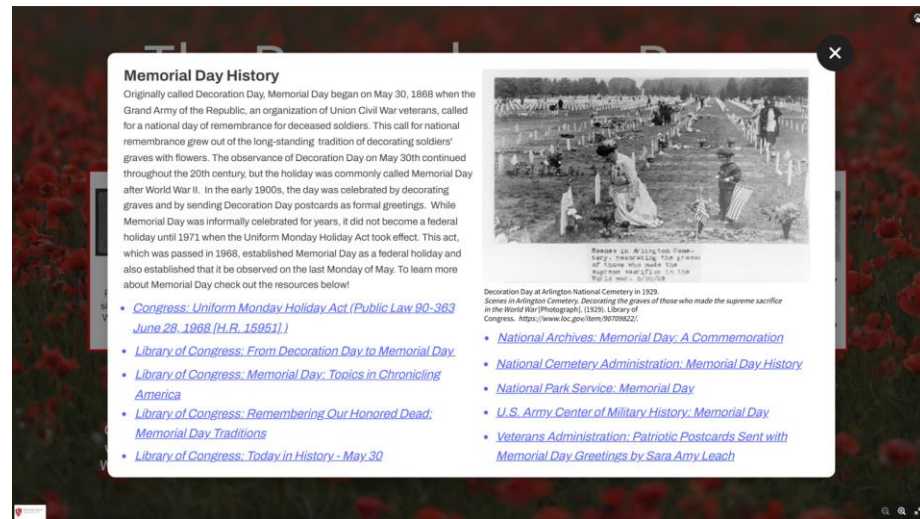 Memorial Day History
Originally called Decoration Day, Memorial Day began on May 30, 1868 when the
Grand Army of the Republic, an organization of Union Civil War veterans, called
for a national day of remembrance for deceased soldiers. This call for national
remembrance grew out of the long-standing tradition of decorating soldiers'
graves with flowers. The observance of Decoration Day on May 30th continued
throughout the 20th century, but the holiday was commonly called Memorial Day
after World War II. In the early 1900s, the day was celebrated by decorating
graves and by sending Decoration Day postcards as formal greetings. While
Memorial Day was informally celebrated for years, it did not become a federal
holiday until 1971 when the Uniform Monday Holiday Act took effect. This act,
which was passed in 1968, established Memorial Day as a federal holiday and
also established that it be observed on the last Monday of May. To learn more
about Memorial Day check out the resources below!
• Congress: Uniform Monday Holiday Act (Public Law 90-363
June 28, 1968 [H.R. 15951] )
• Library of Congress: From Decoration Day to Memorial Day
• Library of Congress: Memorial Day: Topics in Chronicling
America
• Library of Congress: Remembering Our Honored Dead:
Memorial Day Traditions
• Library of Congress: Today in History - May 30
Scenes in Arlington Ceme-
tery. Decorating the graves
of those who made the
supreme sacrifice in the
World War. 5/30/29
Decoration Day at Arlington National Cemetery in 1929.
Scenes in Arlington Cemetery. Decorating the graves of those who made the supreme sacrifice
in the World War [Photograph]. (1929). Library of
Congress. https://www.loc.gov/item/90709822/.
• National Archives: Memorial Day: A Commemoration
• National Cemetery Administration: Memorial Day History
• National Park Service: Memorial Day
• U.S. Army Center of Military History: Memorial Day
• Veterans Administration: Patriotic Postcards Sent with
Memorial Day Greetings by Sara Amy Leach